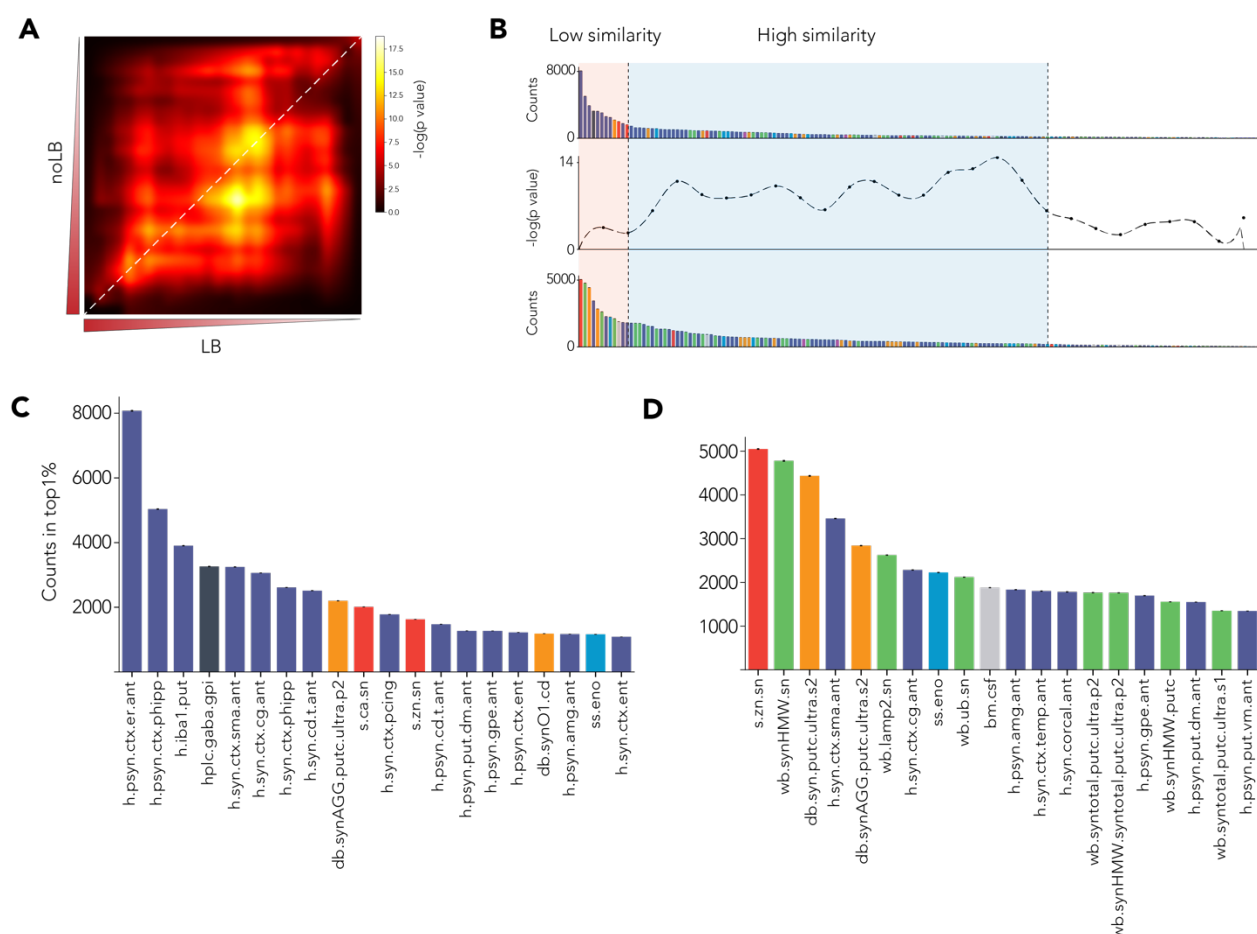 A
noLB
LB
17.5
15.0
12.5
10.0
7.5
5.0
2.5
0.0
-log(p value)
B
Low similarity
High similarity
8000
Counts
0
14
-log(p value)
0
5000
Counts
0
C
Counts in top1%
8000
6000
4000
2000
h.psyn.ctx.er.ant
h.psyn.ctx.phipp
h.iba1.put
hplc.gaba.gpi
h.syn.ctx.sma.ant
h.syn.ctx.cg.ant
h.syn.ctx.phipp
h.syn.cd.t.ant
db.synAGG.putc.ultra.p2
s.ca.sn
h.syn.ctx.pcing
s.zn.sn
h.psyn.cd.t.ant
h.psyn.put.dm.ant
h.psyn.gpe.ant
h.psyn.ctx.ent
db.synO1.cd
h.psyn.amg.ant
ss.eno
h.syn.ctx.ent
D
5000
4000
3000
2000
1000
s.zn.sn
wb.synHMW.sn
db.syn.putc.ultra.s2
h.syn.ctx.sma.ant
db.synAGG.putc.ultra.s2
wb.lamp2.sn
h.syn.ctx.cg.ant
ss.eno
wb.ub.sn
bm.csf
h.psyn.amg.ant
h.syn.ctx.temp.ant
h.syn.corcal.ant
wb.syntotal.putc.ultra.p2
wb.synHMW.syntotal.putc.ultra.p2
h.psyn.gpe.ant
wb.synHMW.putc
h.psyn.put.dm.ant
wb.syntotal.putc.ultra.s1
h.psyn.put.vm.ant